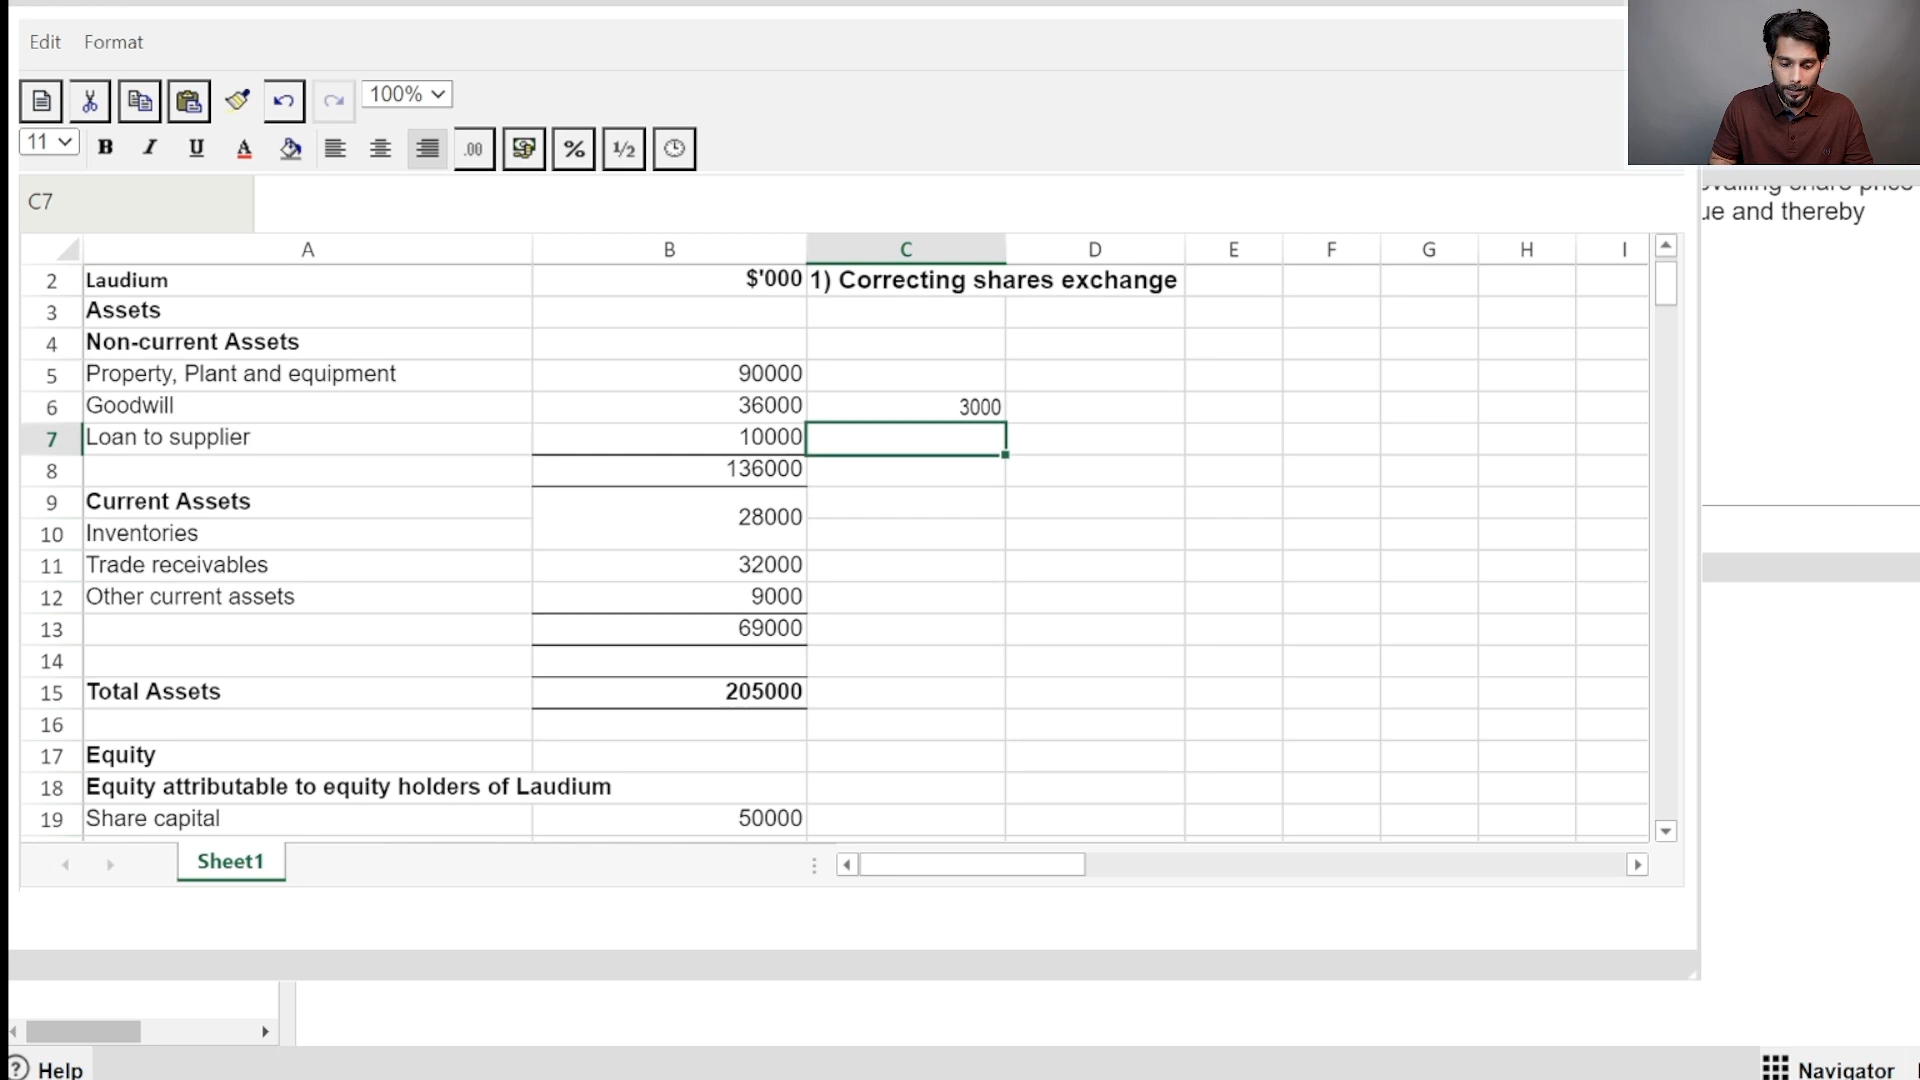 Edit Format
100%
11 B I U A .00 % 1/2
C7
ue and thereby
A B C D E F G H I
2 Laudium $'000 1) Correcting shares exchange
3 Assets
4 Non-current Assets
5 Property, Plant and equipment 90000
6 Goodwill 36000 3000
7 Loan to supplier 10000
8 136000
9 Current Assets
28000
10 Inventories
11 Trade receivables 32000
12 Other current assets 9000
13 69000
14
15 Total Assets 205000
16
17 Equity
18 Equity attributable to equity holders of Laudium
19 Share capital 50000
Sheet1
? Help Navigator